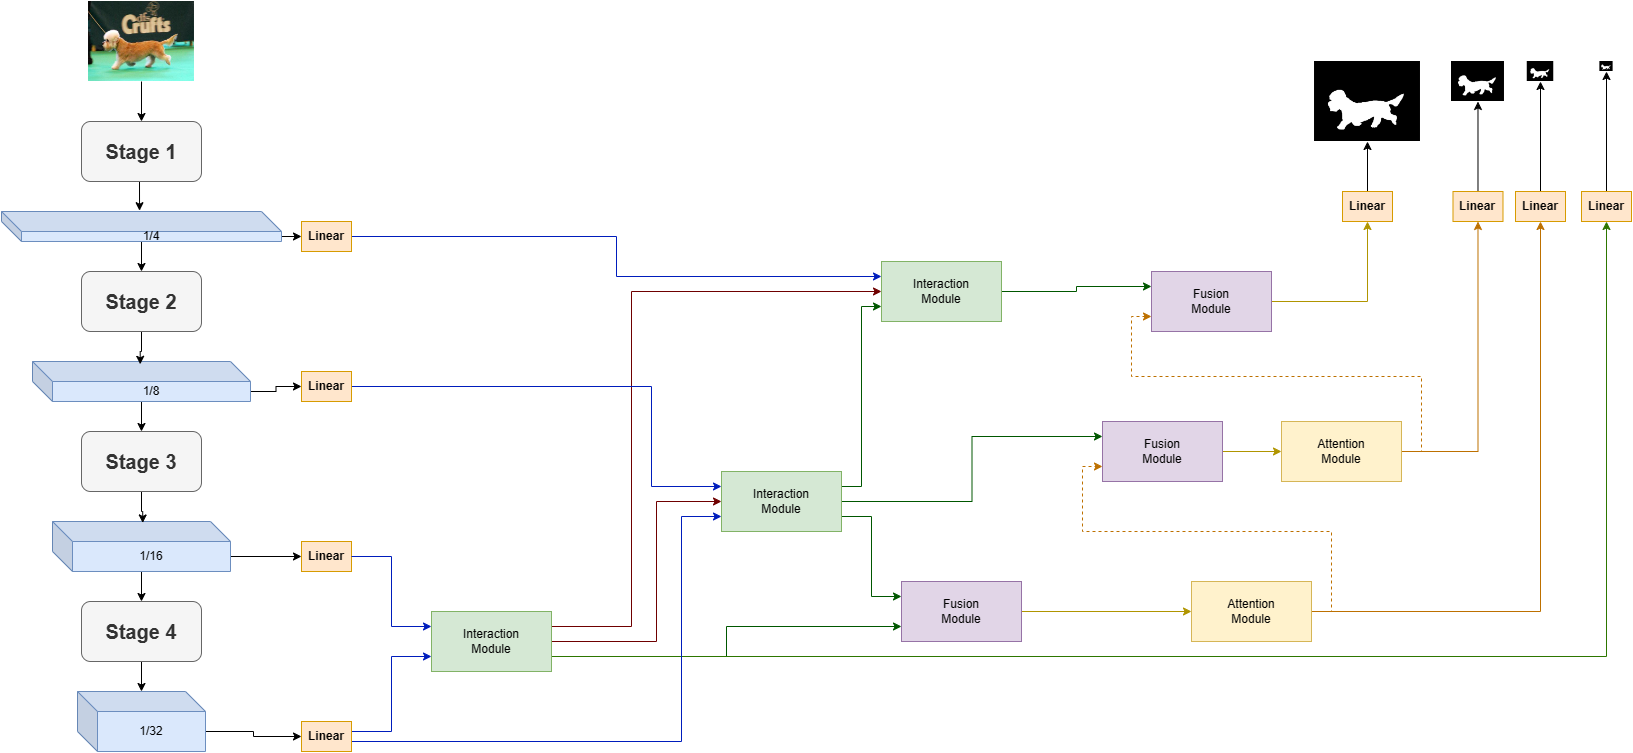 Crufts
Stage 1
1/4
Linear
Stage 2
1/8
Linear
Stage 3
1/16
Linear
Stage 4
1/32
Linear
Interaction
Module
Interaction
Module
Interaction
Module
Fusion
Module
Fusion
Module
Attention
Module
Fusion
Module
Attention
Module
Linear
Linear
Linear
Linear